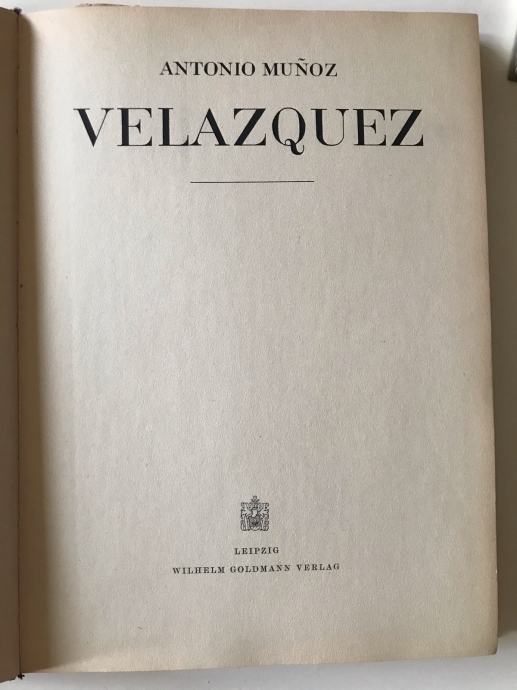 ANTONIO MUÑOZ
VELAZQUEZ
LEIPZIG
WILHELM GOLDMANN VERLAG